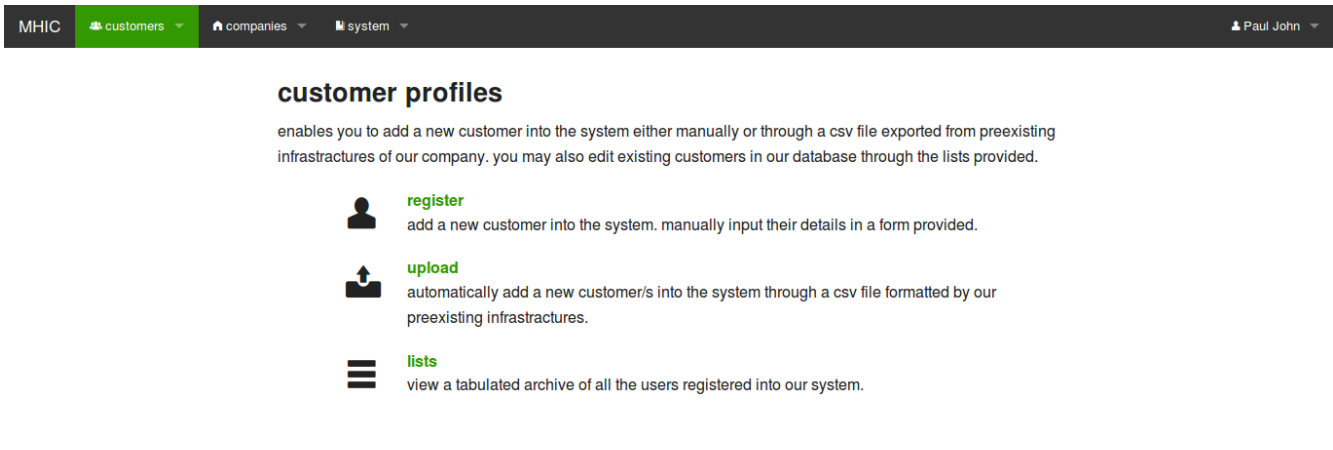 MHIC customers companies system Paul John
customer profiles
enables you to add a new customer into the system either manually or through a csv file exported from preexisting
infrastractures of our company. you may also edit existing customers in our database through the lists provided.
register
add a new customer into the system. manually input their details in a form provided.
upload
automatically add a new customer/s into the system through a csv file formatted by our
preexisting infrastractures.
lists
view a tabulated archive of all the users registered into our system.